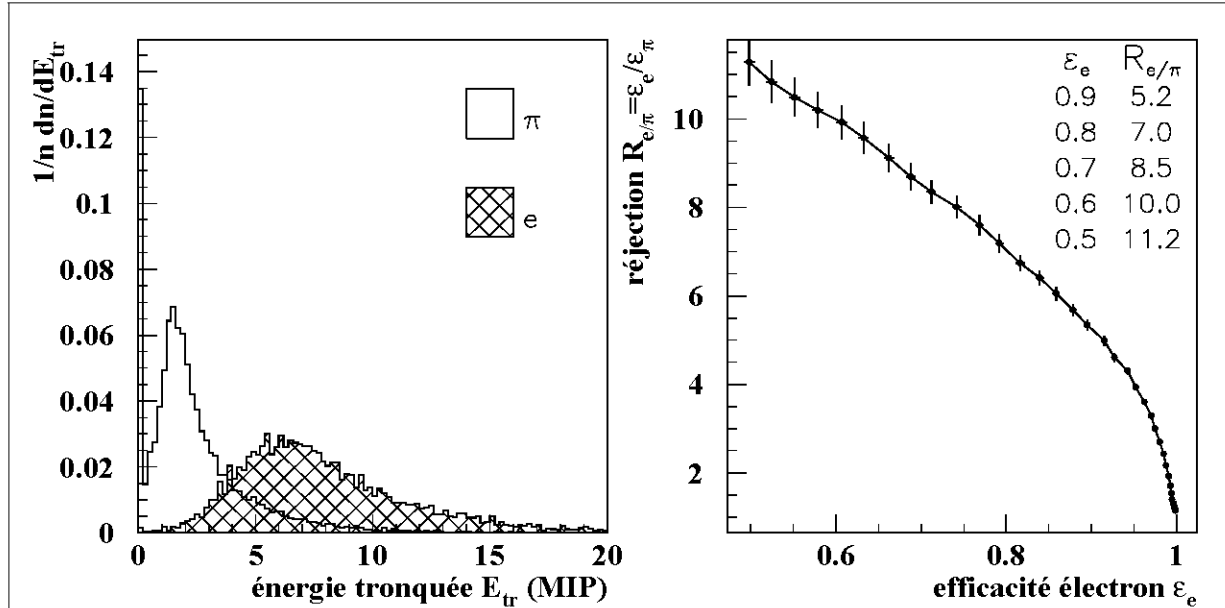 1/n dn/dE_tr
0.14
0.12
0.1
0.08
0.06
0.04
0.02
0
π
e
0 5 10 15 20
énergie tronquée E_tr (MIP)
réjection R_e/π=ε_e/ε_π
10
8
6
4
2
ε_e R_e/π
0.9 5.2
0.8 7.0
0.7 8.5
0.6 10.0
0.5 11.2
0.6 0.8 1
efficacité électron ε_e